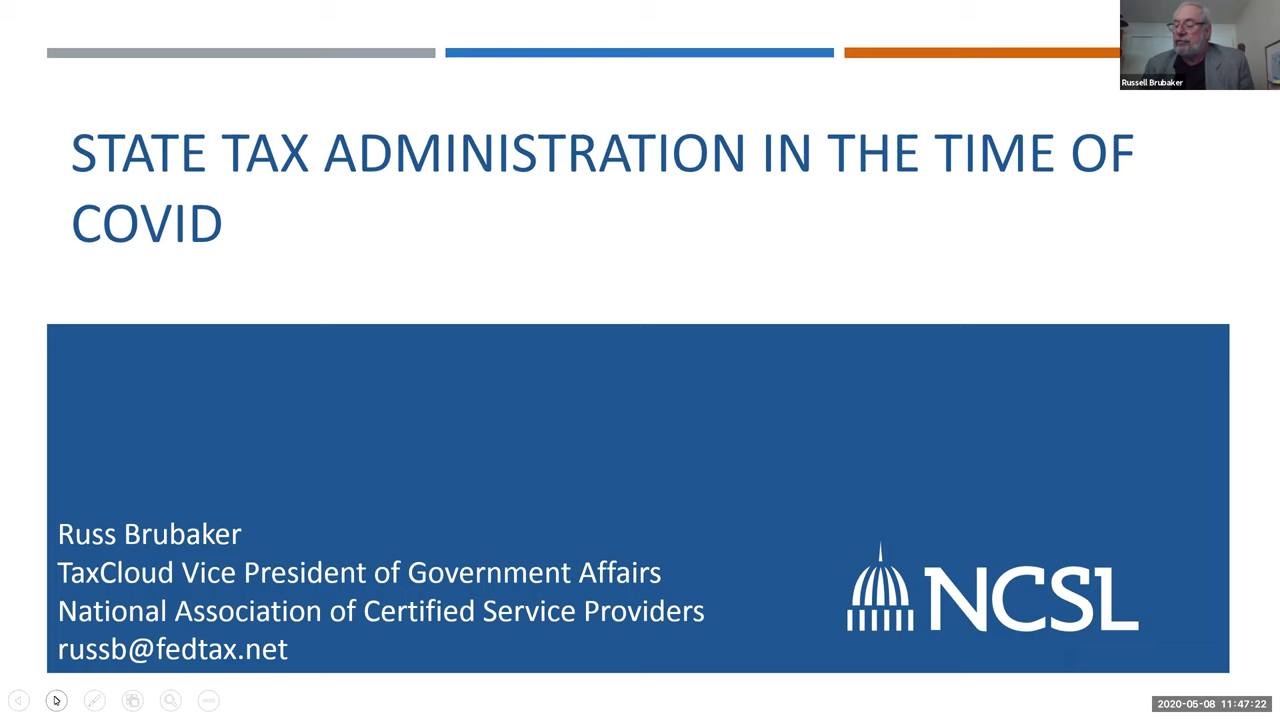 Russell Brubaker
STATE TAX ADMINISTRATION IN THE TIME OF
COVID
Russ Brubaker
TaxCloud Vice President of Government Affairs
National Association of Certified Service Providers
russb@fedtax.net
NCSL
2020-05-08 11:47:22